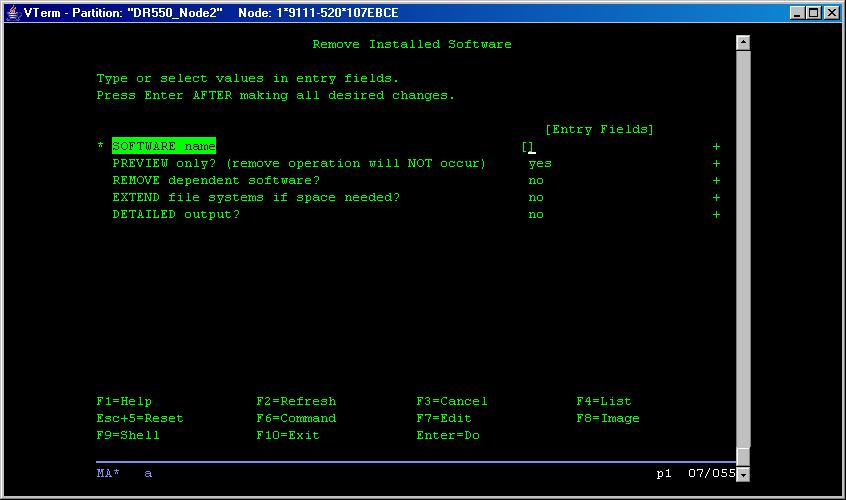 VTerm - Partition: "DR550_Node2"   Node: 1*9111-520*107EBCE
Remove Installed Software
Type or select values in entry fields.
Press Enter AFTER making all desired changes.
[Entry Fields]
* SOFTWARE name []  +
PREVIEW only? (remove operation will NOT occur) yes +
REMOVE dependent software? no +
EXTEND file systems if space needed? no +
DETAILED output? no +
F1=Help F2=Refresh F3=Cancel F4=List
Esc+5=Reset F6=Command F7=Edit F8=Image
F9=Shell F10=Exit Enter=Do
MA* a p1 07/055